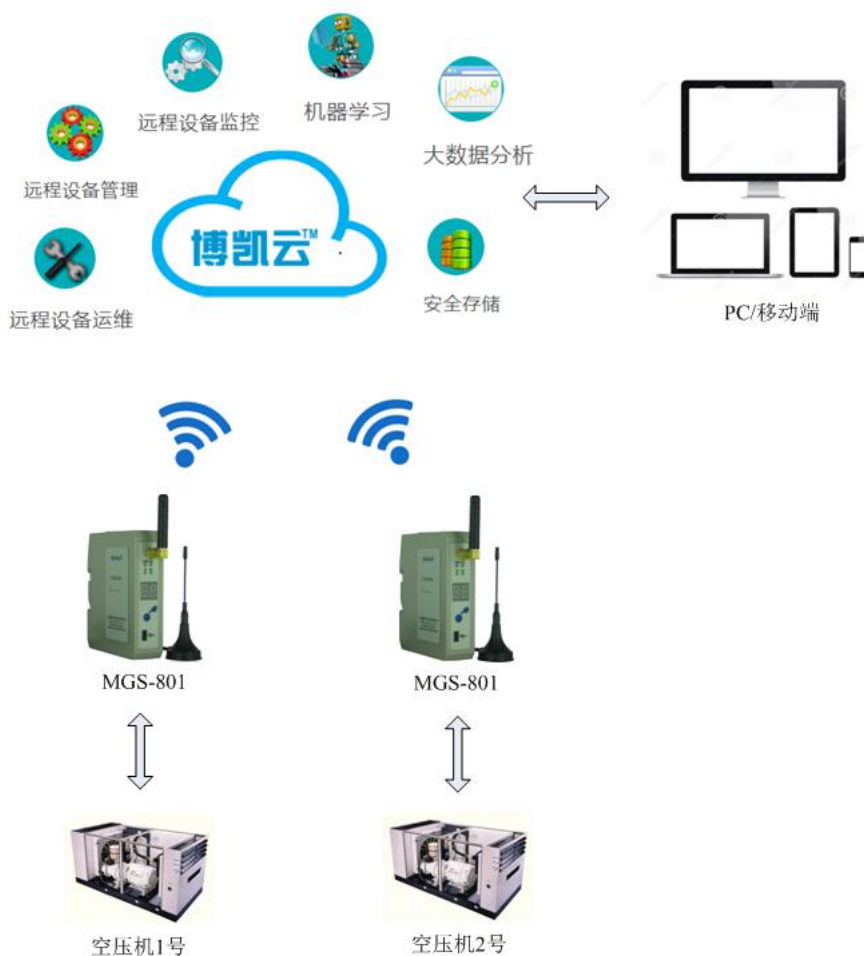 机器学习
远程设备监控
大数据分析
远程设备管理
博凯云™
安全存储
远程设备运维
PC/移动端
MGS-801
MGS-801
空压机1号
空压机2号